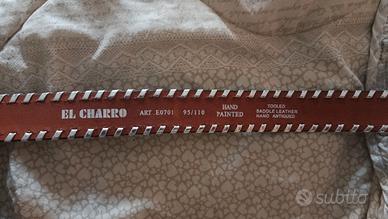 EL CHARRO ART. E0701 95/110
HAND
PAINTED
TOOLED
SADDLE LEATHER
HAND ANTIQUED
subito